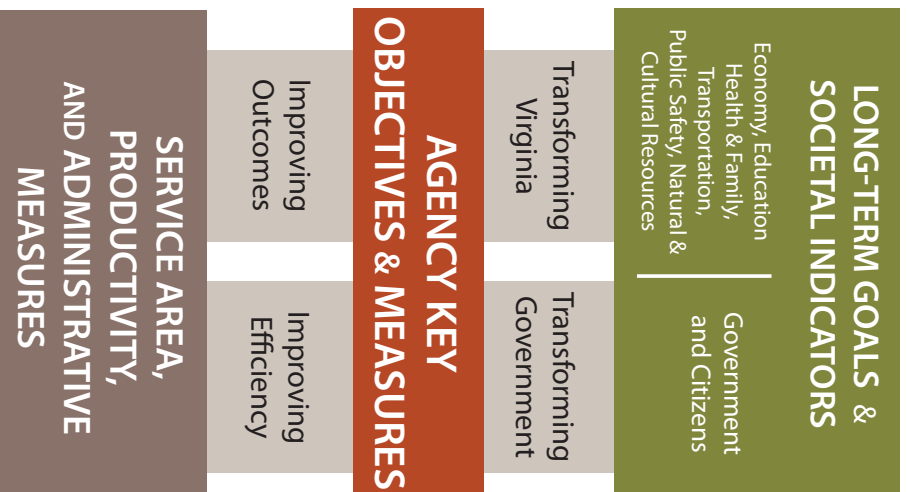 LONG-TERM GOALS &
SOCIETAL INDICATORS
Economy, Education
Health & Family,
Transportation,
Public Safety, Natural &
Cultural Resources
Government
and Citizens
Transforming
Virginia
Transforming
Government
AGENCY KEY
OBJECTIVES & MEASURES
Improving
Outcomes
Improving
Efficiency
SERVICE AREA,
PRODUCTIVITY,
AND ADMINISTRATIVE
MEASURES